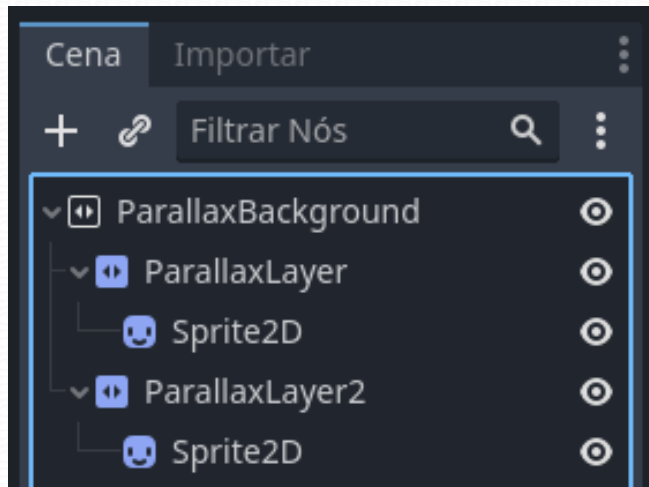 Cena Importar
Filtrar Nós
ParallaxBackground
ParallaxLayer
Sprite2D
ParallaxLayer2
Sprite2D